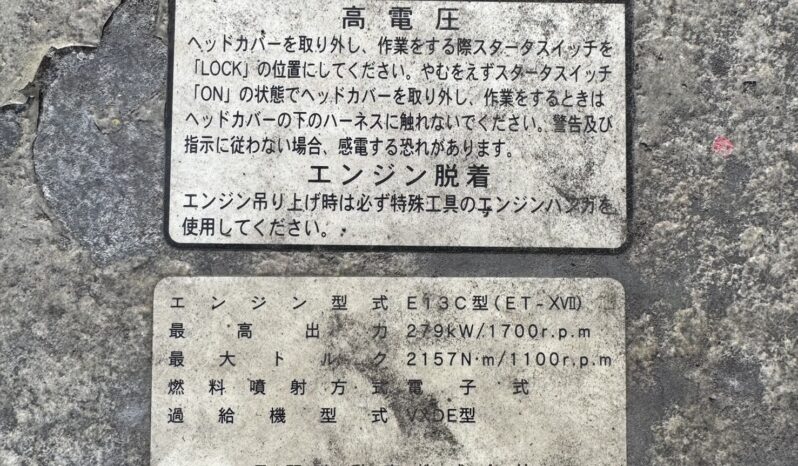 高電圧
ヘッドカバーを取り外し、作業をする際スタータスイッチを
「LOCK」の位置にしてください。やむをえずスタータスイッチ
「ON」の状態でヘッドカバーを取り外し、作業をするときは
ヘッドカバーの下のハーネスに触れないでください。警告及び
指示に従わない場合、感電する恐れがあります。
エンジン脱着
エンジン吊り上げ時は必ず特殊工具のエンジンハンガを
使用してください。
エンジン型式 E13C型(ET-XVII)
最高出力 279kW/1700r.p.m
最大トルク 2157N·m/1100r.p.m
燃料噴射方式 電子式
過給機型式 VXDE型